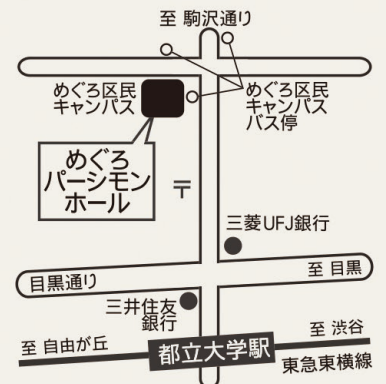 至 駒沢通り
めぐろ区民
キャンパス
めぐろ区民
キャンパス
バス停
めぐろ
パーシモン
ホール
〒
三菱UFJ銀行
目黒通り
至 目黒
三井住友
銀行
至 自由が丘
都立大学駅
至 渋谷
東急東横線